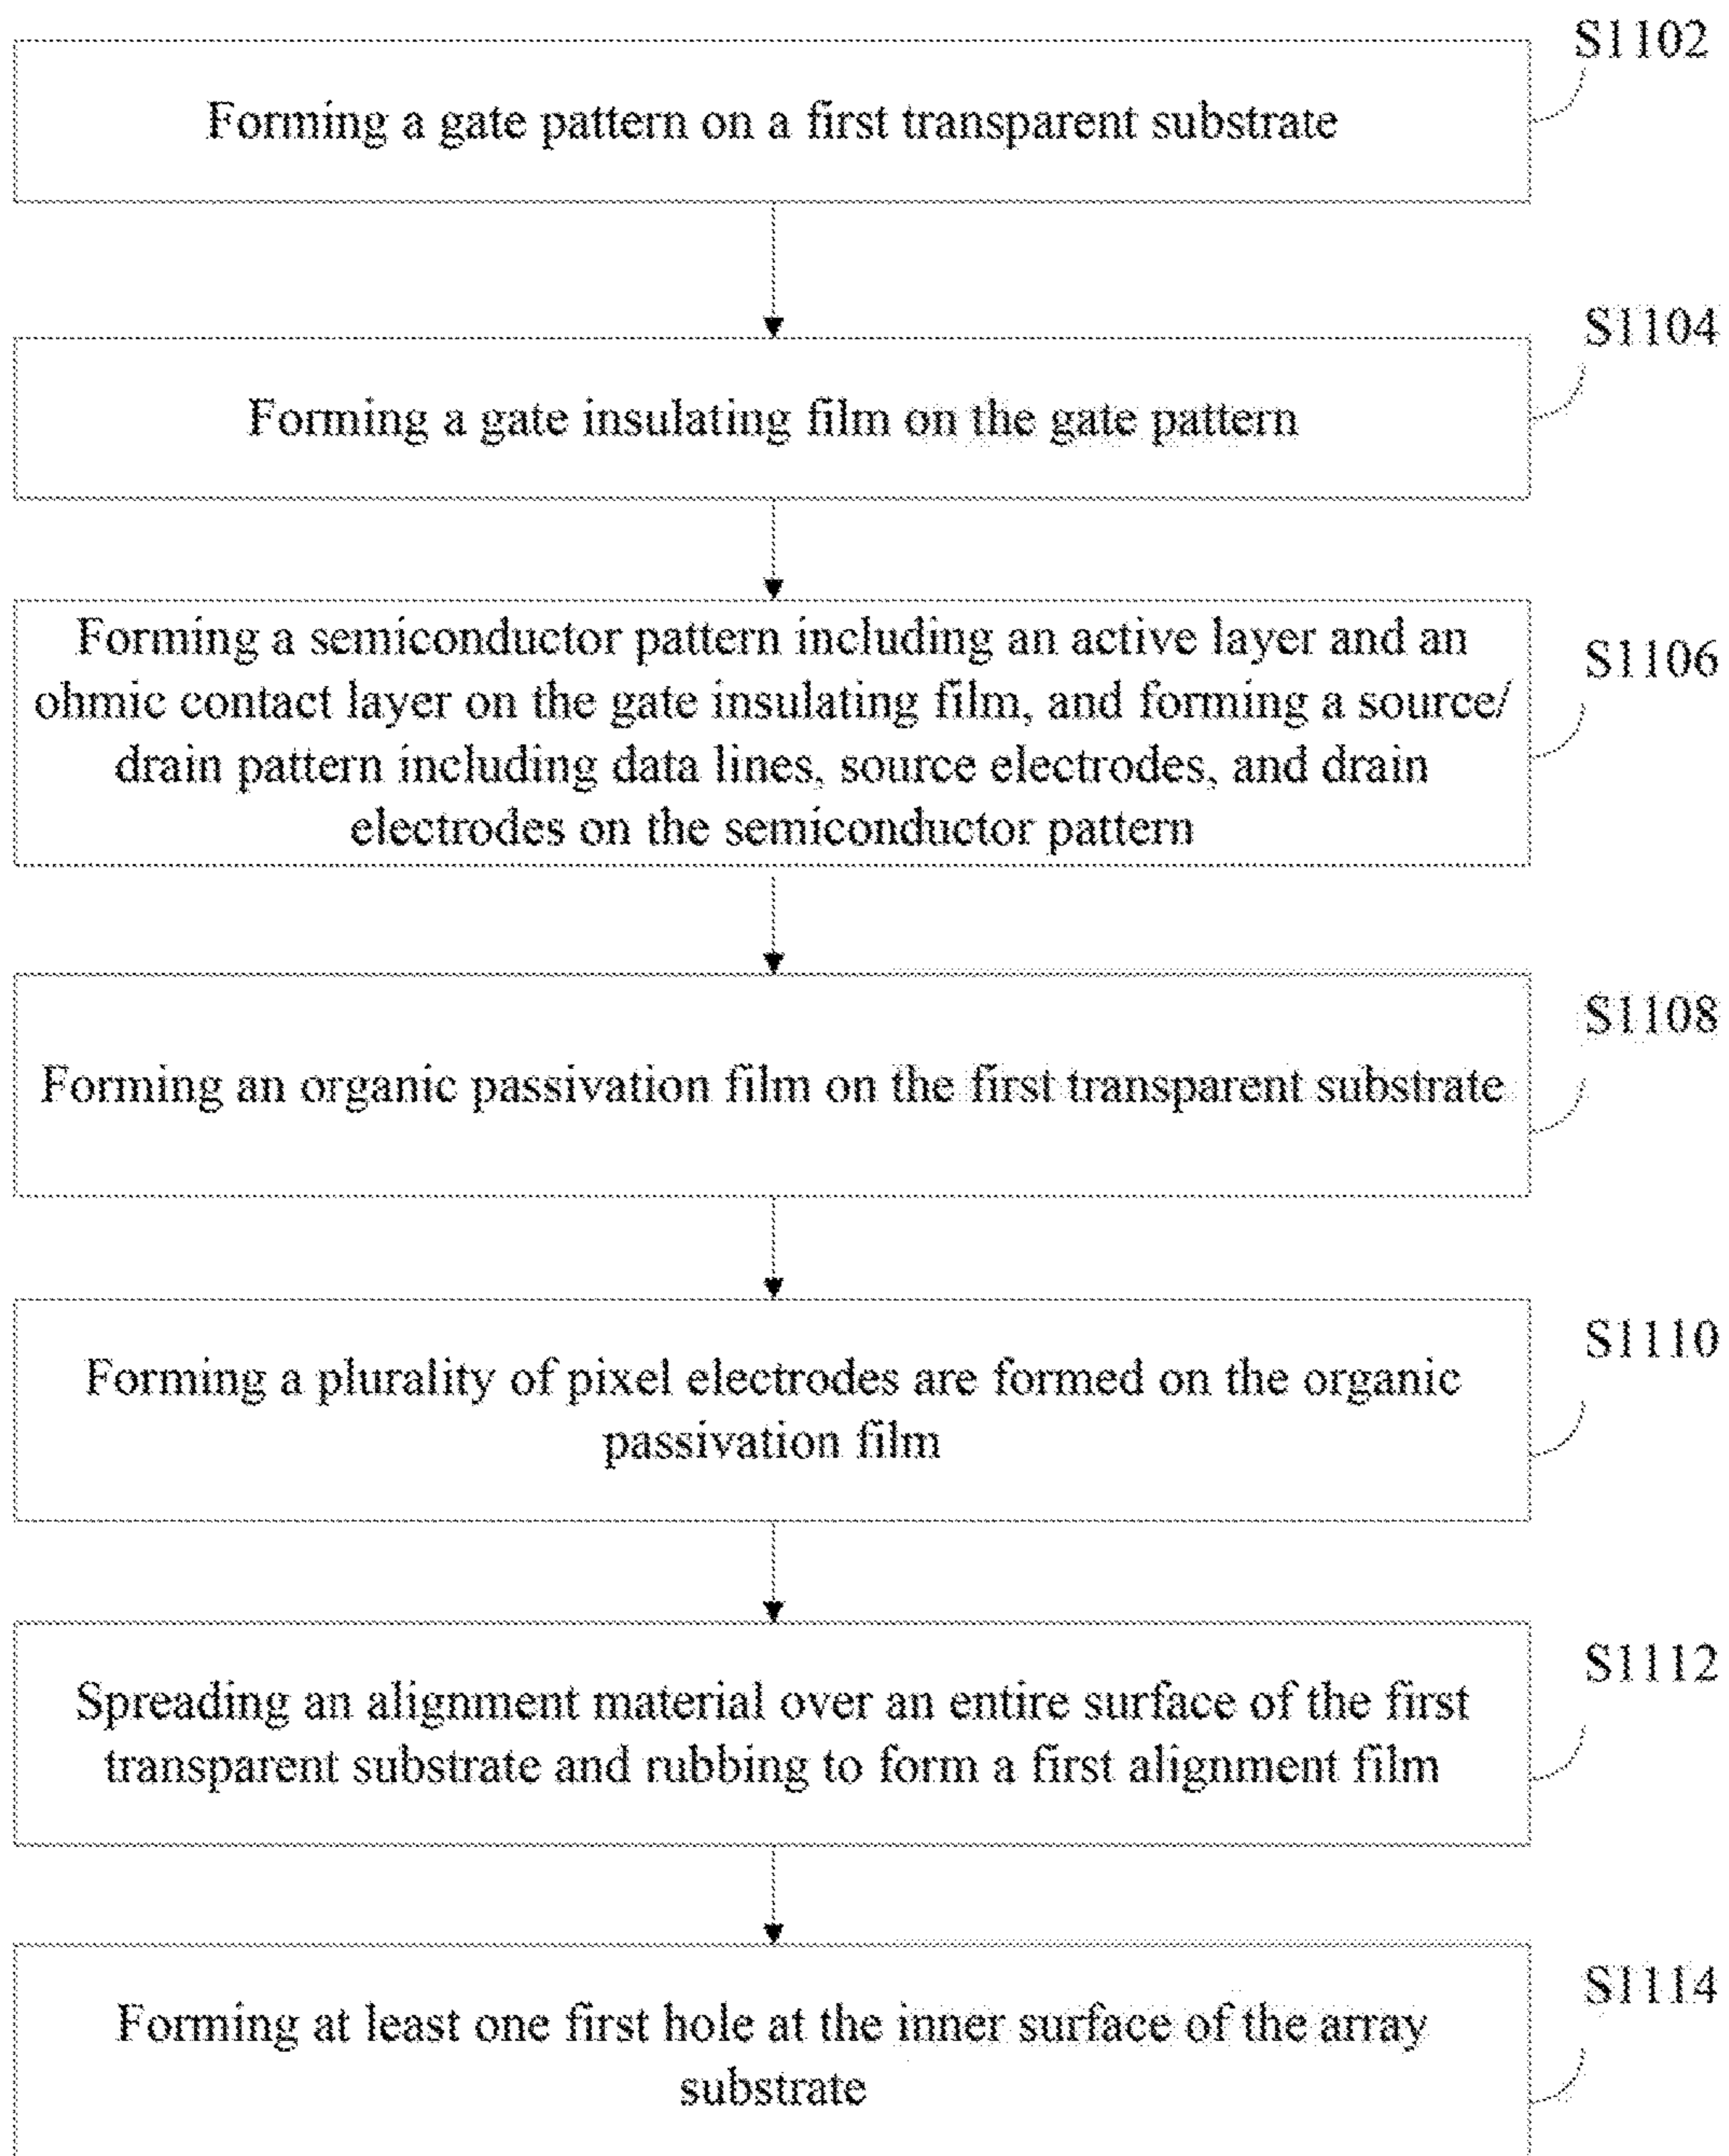 S1102
Forming a gate pattern on a first transparent substrate
S1104
Forming a gate insulating film on the gate pattern
S1106
Forming a semiconductor pattern including an active layer and an
ohmic contact layer on the gate insulating film, and forming a source/
drain pattern including data lines, source electrodes, and drain
electrodes on the semiconductor pattern
S1108
Forming an organic passivation film on the first transparent substrate
S1110
Forming a plurality of pixel electrodes are formed on the organic
passivation film
S1112
Spreading an alignment material over an entire surface of the first
transparent substrate and rubbing to form a first alignment film
S1114
Forming at least one first hole at the inner surface of the array
substrate